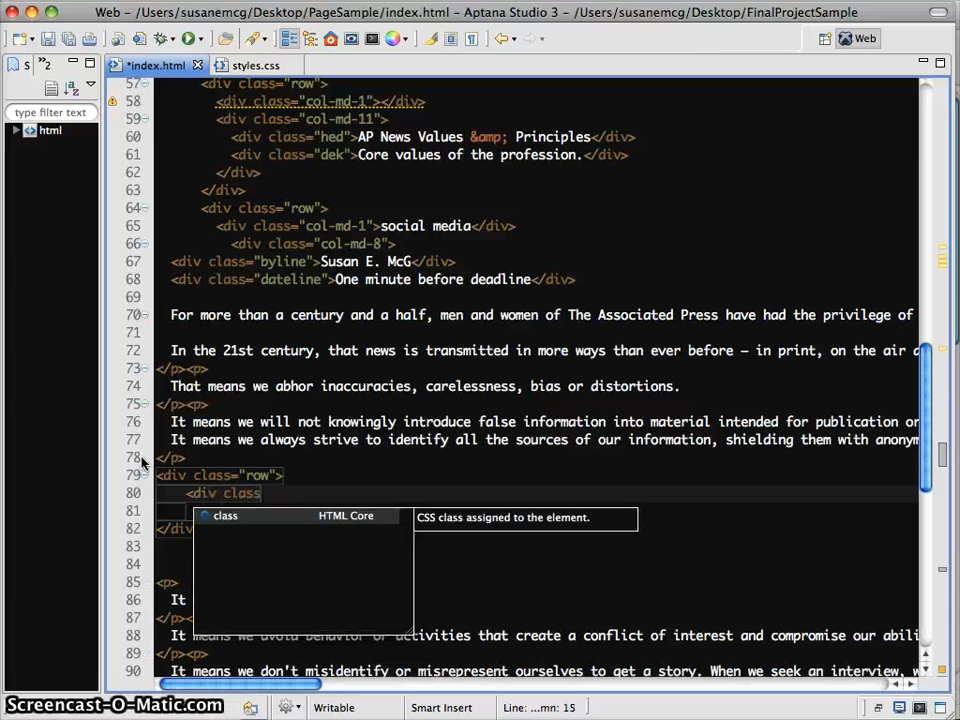 Web - /Users/susanemcg/Desktop/PageSample/index.html - Aptana Studio 3 - /Users/susanemcg/Desktop/FinalProjectSample
Web
S
2
*index.html
styles.css
type filter text
html
57 <div class="row">
58 <div class="col-md-1"></div>
59 <div class="col-md-11">
60 <div class="hed">AP News Values &amp; Principles</div>
61 <div class="dek">Core values of the profession.</div>
62 </div>
63 </div>
64 <div class="row">
65 <div class="col-md-1">social media</div>
66 <div class="col-md-8">
67 <div class="byline">Susan E. McG</div>
68 <div class="dateline">One minute before deadline</div>
69
70 For more than a century and a half, men and women of The Associated Press have had the privilege of
71
72 In the 21st century, that news is transmitted in more ways than ever before – in print, on the air a
73 </p><p>
74 That means we abhor inaccuracies, carelessness, bias or distortions.
75 </p><p>
76 It means we will not knowingly introduce false information into material intended for publication or
77 It means we always strive to identify all the sources of our information, shielding them with anonym
78 </p>
79 <div class="row">
80 <div class
81
class HTML Core
CSS class assigned to the element.
82 </div
83
84
85 <p>
86 It
87 </p>
88 It means we avoid behavior or activities that create a conflict of interest and compromise our abili
89 </p><p>
90 It means we don't misidentify or misrepresent ourselves to get a story. When we seek an interview, w
Screencast-O-Matic.com
Writable
Smart Insert
Line: ...mn: 15